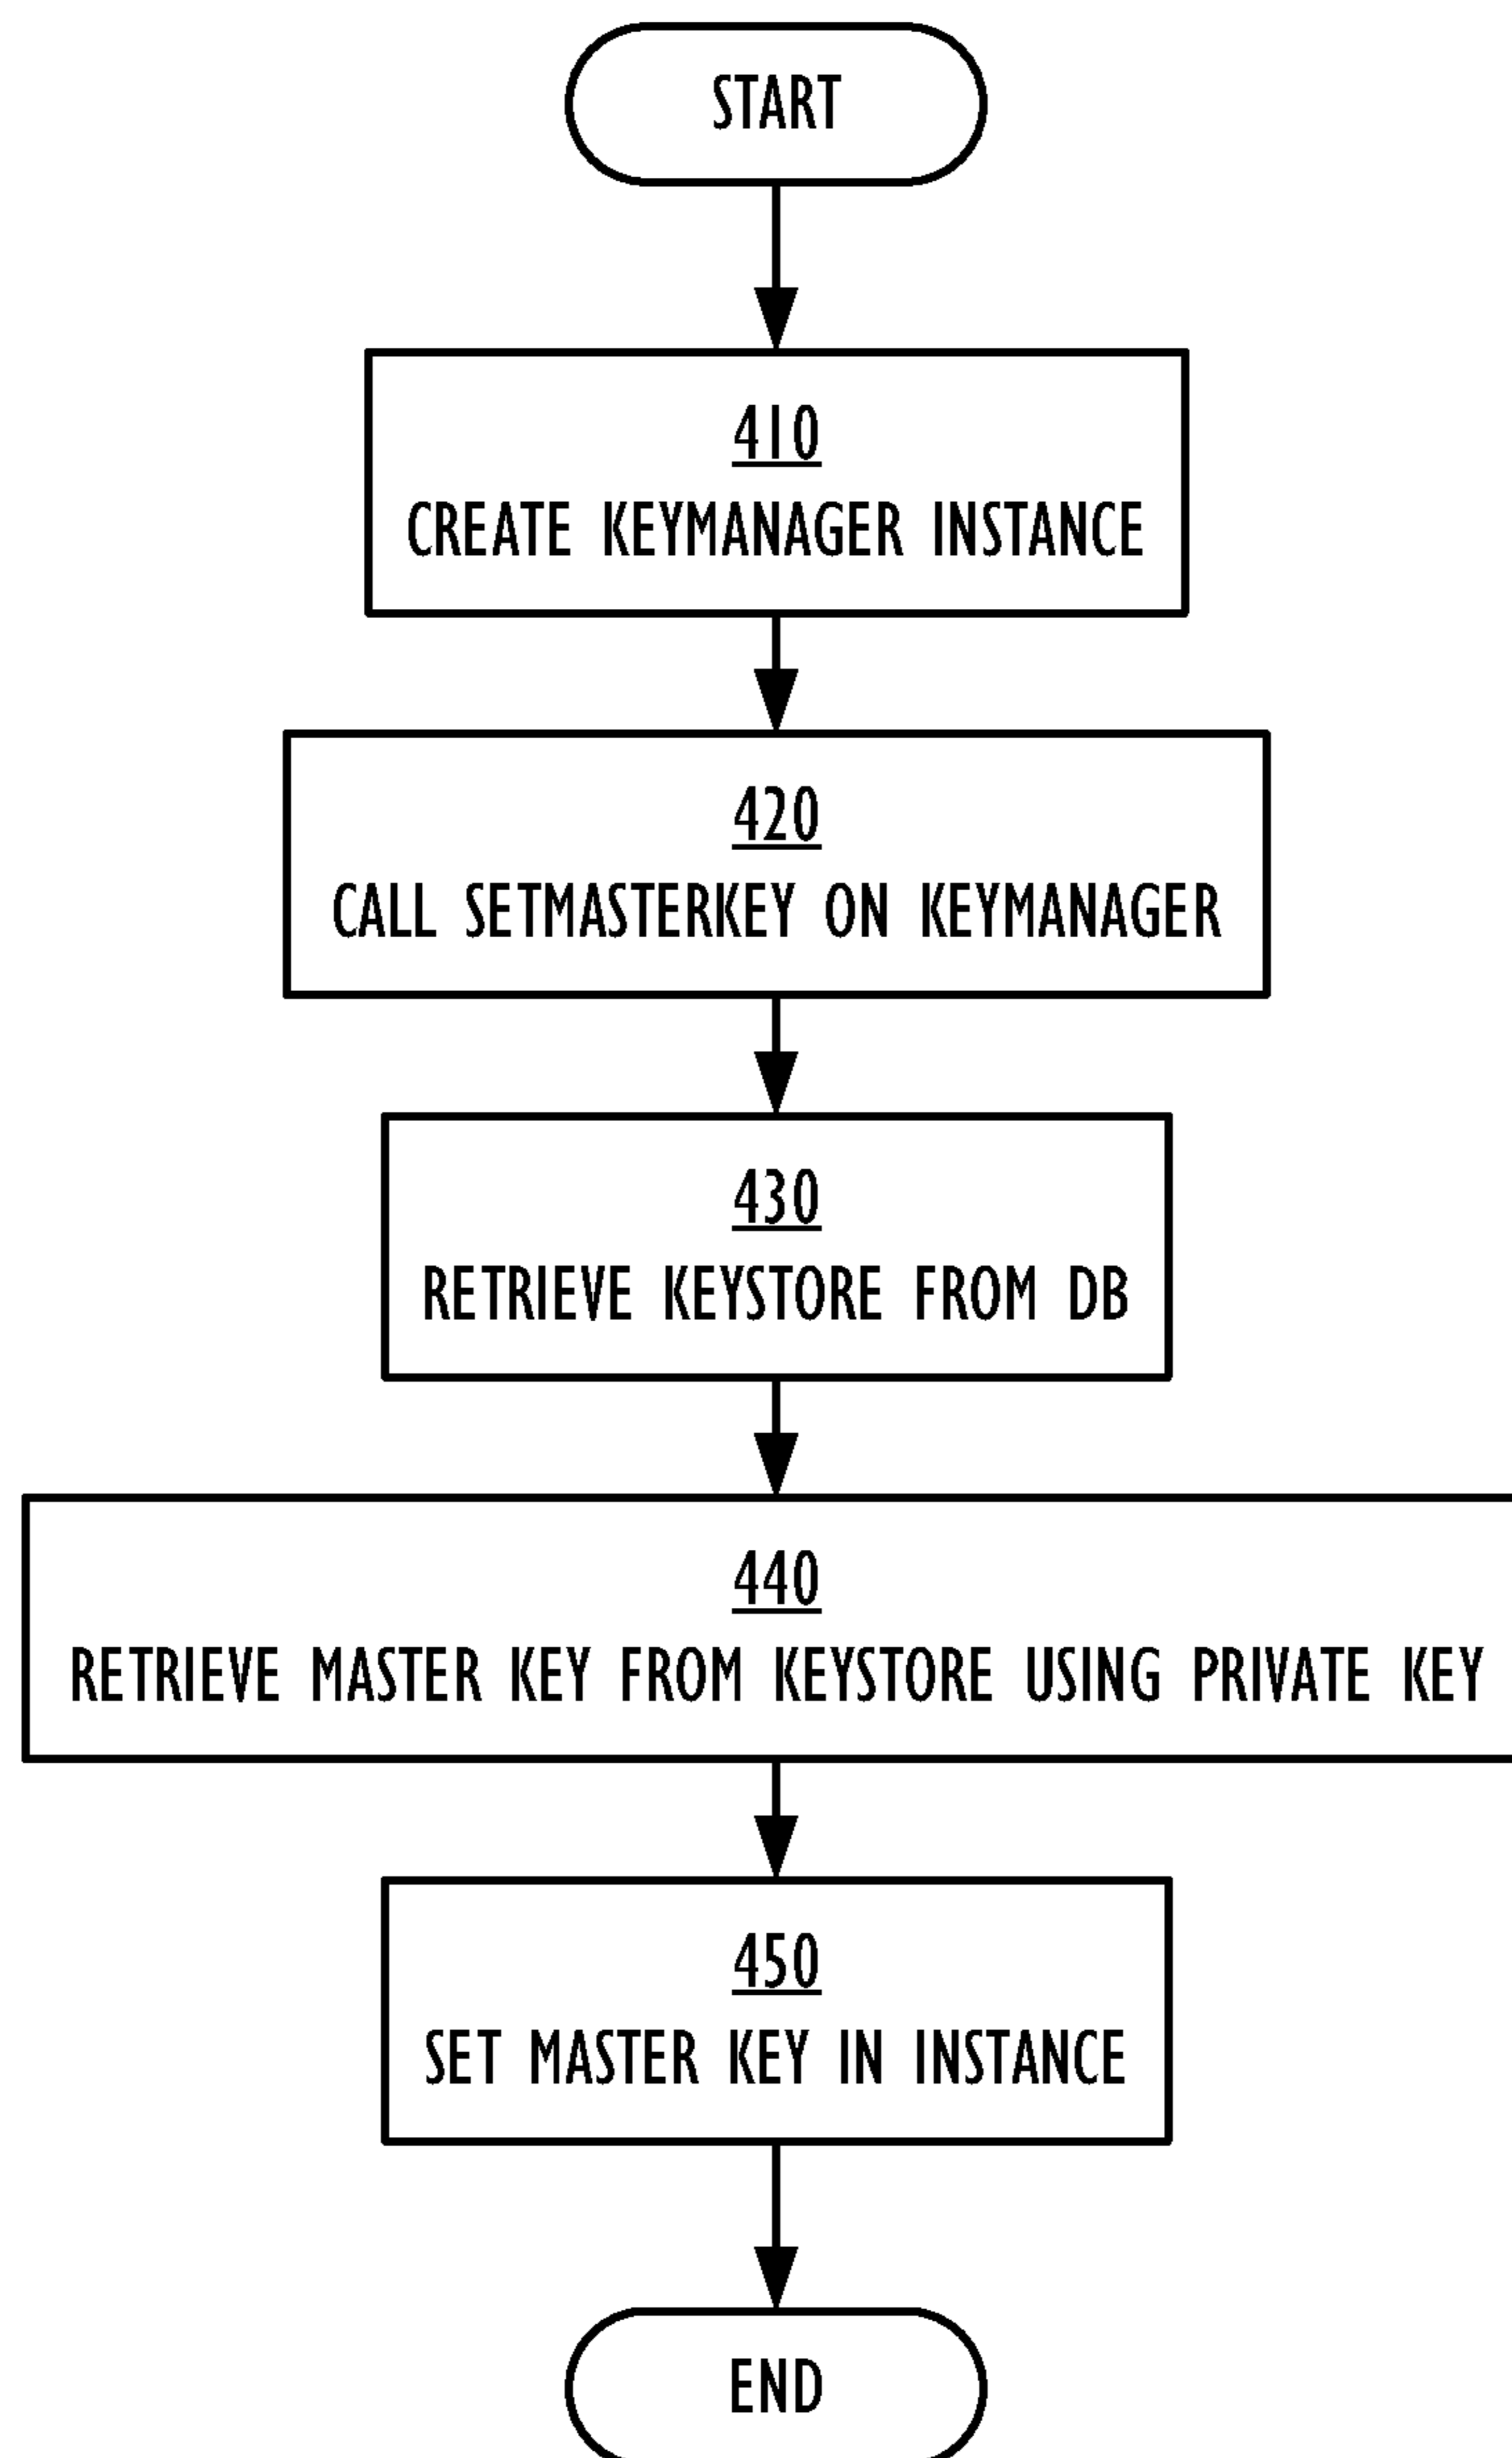 START
410
CREATE KEYMANAGER INSTANCE
420
CALL SETMASTERKEY ON KEYMANAGER
430
RETRIEVE KEYSTORE FROM DB
440
RETRIEVE MASTER KEY FROM KEYSTORE USING PRIVATE KEY
450
SET MASTER KEY IN INSTANCE
END